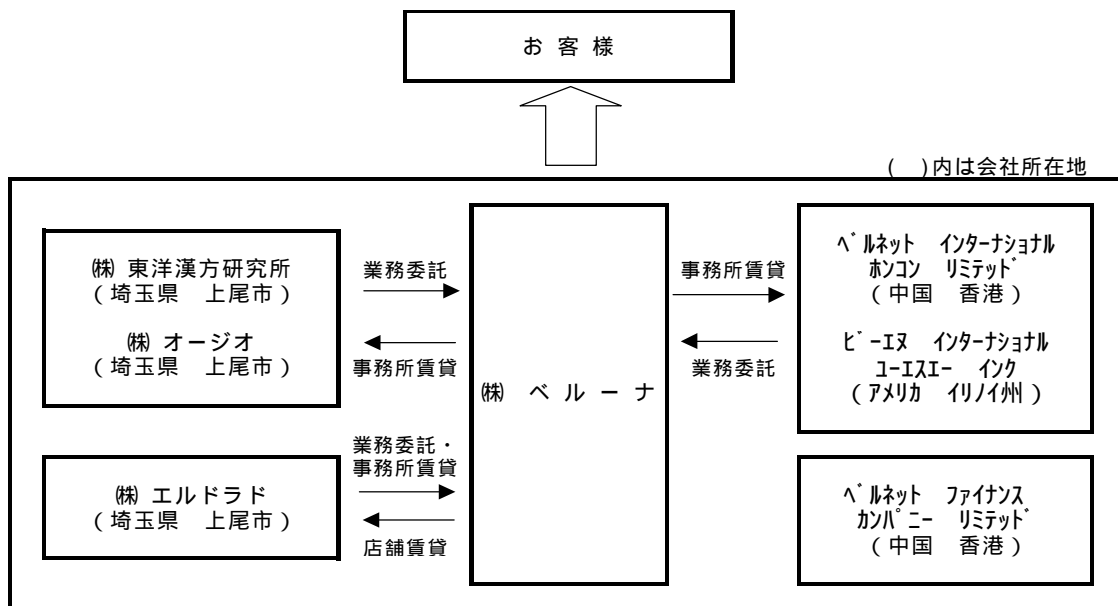 お 客 様
(　)内は会社所在地
㈱ 東洋漢方研究所
(埼玉県　上尾市)
㈱ オージオ
(埼玉県　上尾市)
業務委託
事務所賃貸
㈱ エルドラド
(埼玉県　上尾市)
業務委託・
事務所賃貸
店舗賃貸
㈱ ベ ル ー ナ
事務所賃貸
業務委託
ﾍﾞﾙﾈｯﾄ　ｲﾝﾀｰﾅｼｮﾅﾙ
ﾎﾝｺﾝ　ﾘﾐﾃｯﾄﾞ
(中国　香港)
ﾋﾞｰｴﾇ　ｲﾝﾀｰﾅｼｮﾅﾙ
ﾕｰｴｽｴｰ　ｲﾝｸ
(ｱﾒﾘｶ　ｲﾘﾉｲ州)
ﾍﾞﾙﾈｯﾄ　ﾌｧｲﾅﾝｽ
ｶﾝﾊﾟﾆｰ　ﾘﾐﾃｯﾄﾞ
(中国　香港)